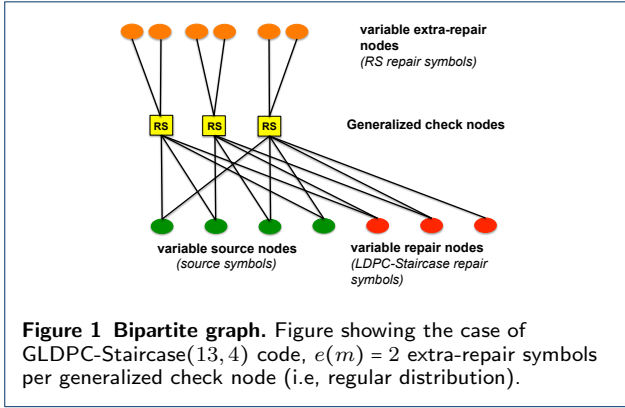 variable extra-repair
nodes
(RS repair symbols)
RS RS RS
Generalized check nodes
variable source nodes
(source symbols)
variable repair nodes
(LDPC-Staircase repair
symbols)
Figure 1 Bipartite graph. Figure showing the case of
GLDPC-Staircase(13, 4) code, e(m) = 2 extra-repair symbols
per generalized check node (i.e, regular distribution).